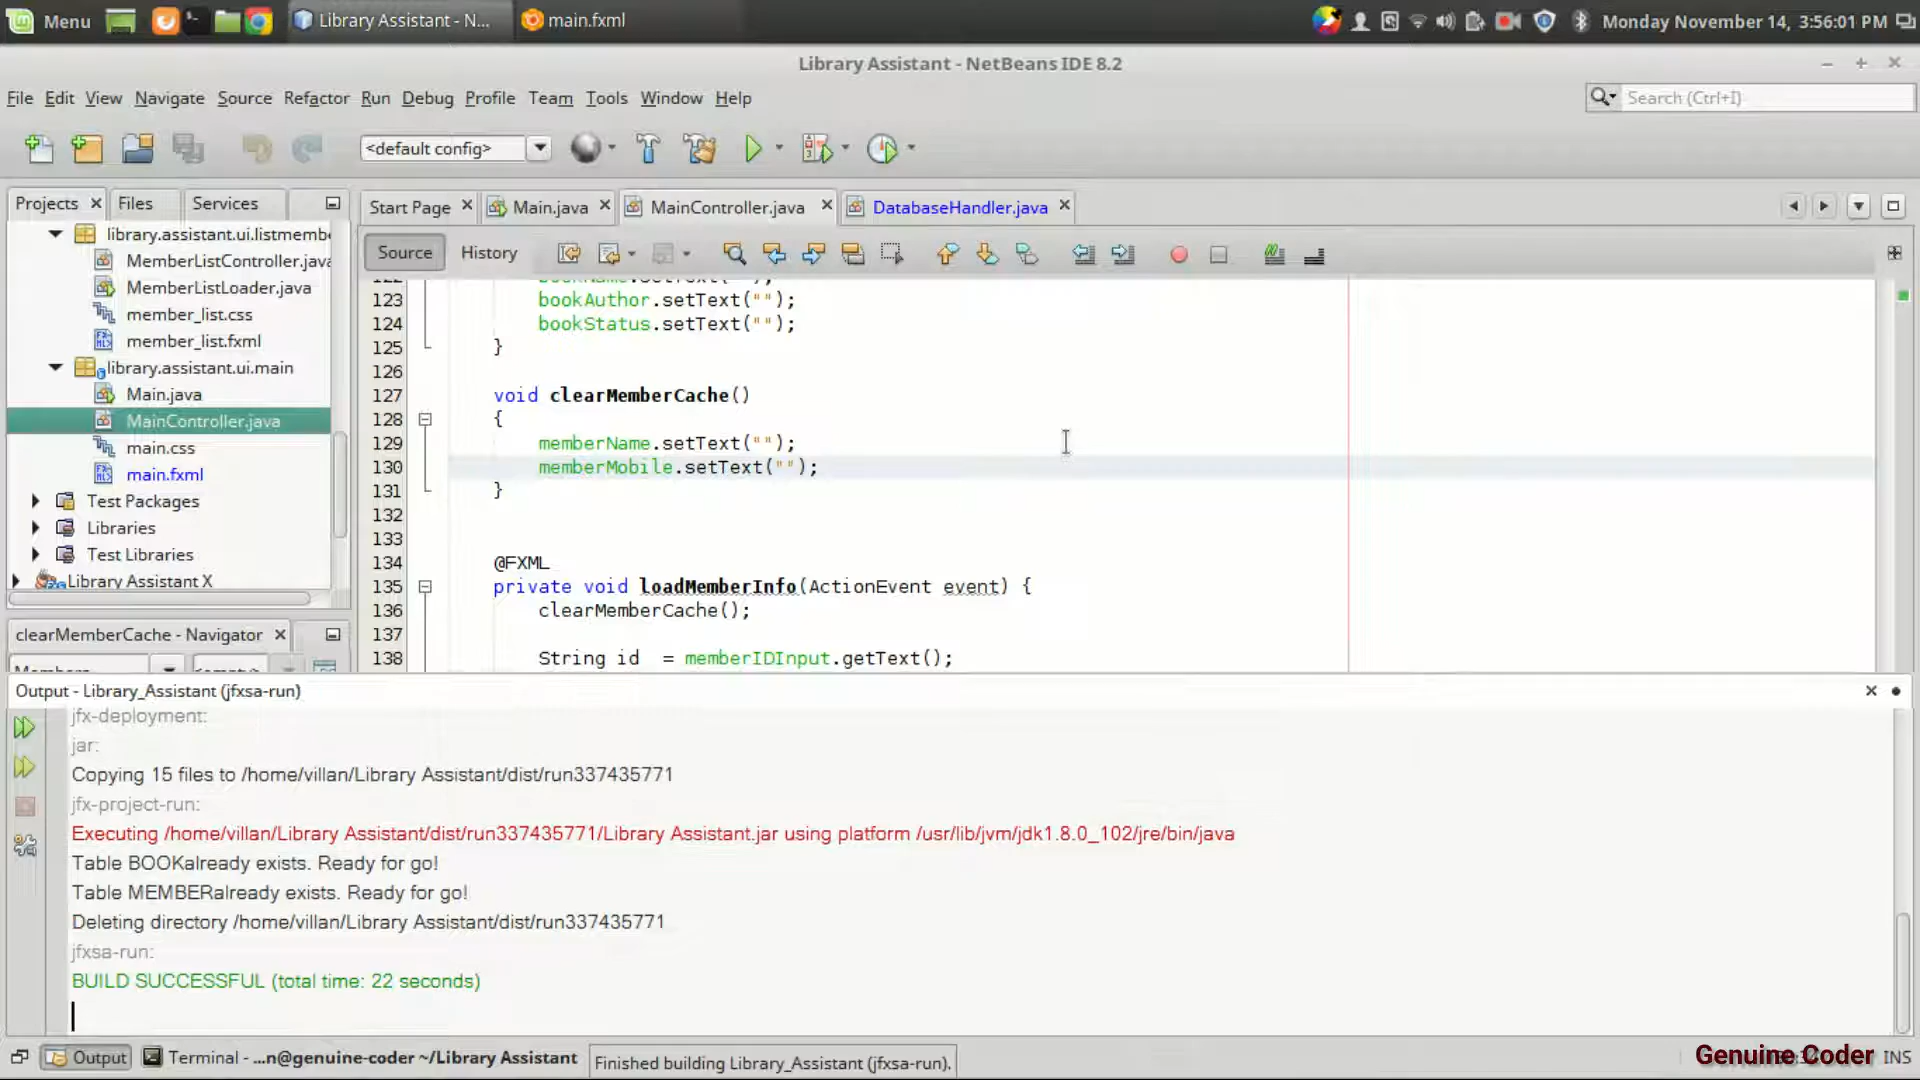 Menu
Library Assistant - N...
main.fxml
Monday November 14, 3:56:01 PM
Library Assistant - NetBeans IDE 8.2
File Edit View Navigate Source Refactor Run Debug Profile Team Tools Window Help
Search (Ctrl+I)
<default config>
Projects
Files
Services
Start Page
Main.java
MainController.java
DatabaseHandler.java
library.assistant.ui.listmemb
MemberListController.java
MemberListLoader.java
member_list.css
member_list.fxml
library.assistant.ui.main
Main.java
MainController.java
main.css
main.fxml
Test Packages
Libraries
Test Libraries
Library Assistant X
clearMemberCache - Navigator
Source
History
123 bookAuthor.setText("");
124 bookStatus.setText("");
125 }
126
127 void clearMemberCache()
128 {
129 memberName.setText("");
130 memberMobile.setText("");
131 }
132
133
134 @FXML
135 private void loadMemberInfo(ActionEvent event) {
136 clearMemberCache();
137
138 String id = memberIDInput.getText();
Output - Library_Assistant (jfxsa-run)
jfx-deployment:
jar:
Copying 15 files to /home/villan/Library Assistant/dist/run337435771
jfx-project-run:
Executing /home/villan/Library Assistant/dist/run337435771/Library Assistant.jar using platform /usr/lib/jvm/jdk1.8.0_102/jre/bin/java
Table BOOKalready exists. Ready for go!
Table MEMBERalready exists. Ready for go!
Deleting directory /home/villan/Library Assistant/dist/run337435771
jfxsa-run:
BUILD SUCCESSFUL (total time: 22 seconds)
Output
Terminal - ...n@genuine-coder ~/Library Assistant
Finished building Library_Assistant (jfxsa-run).
Genuine Coder
INS